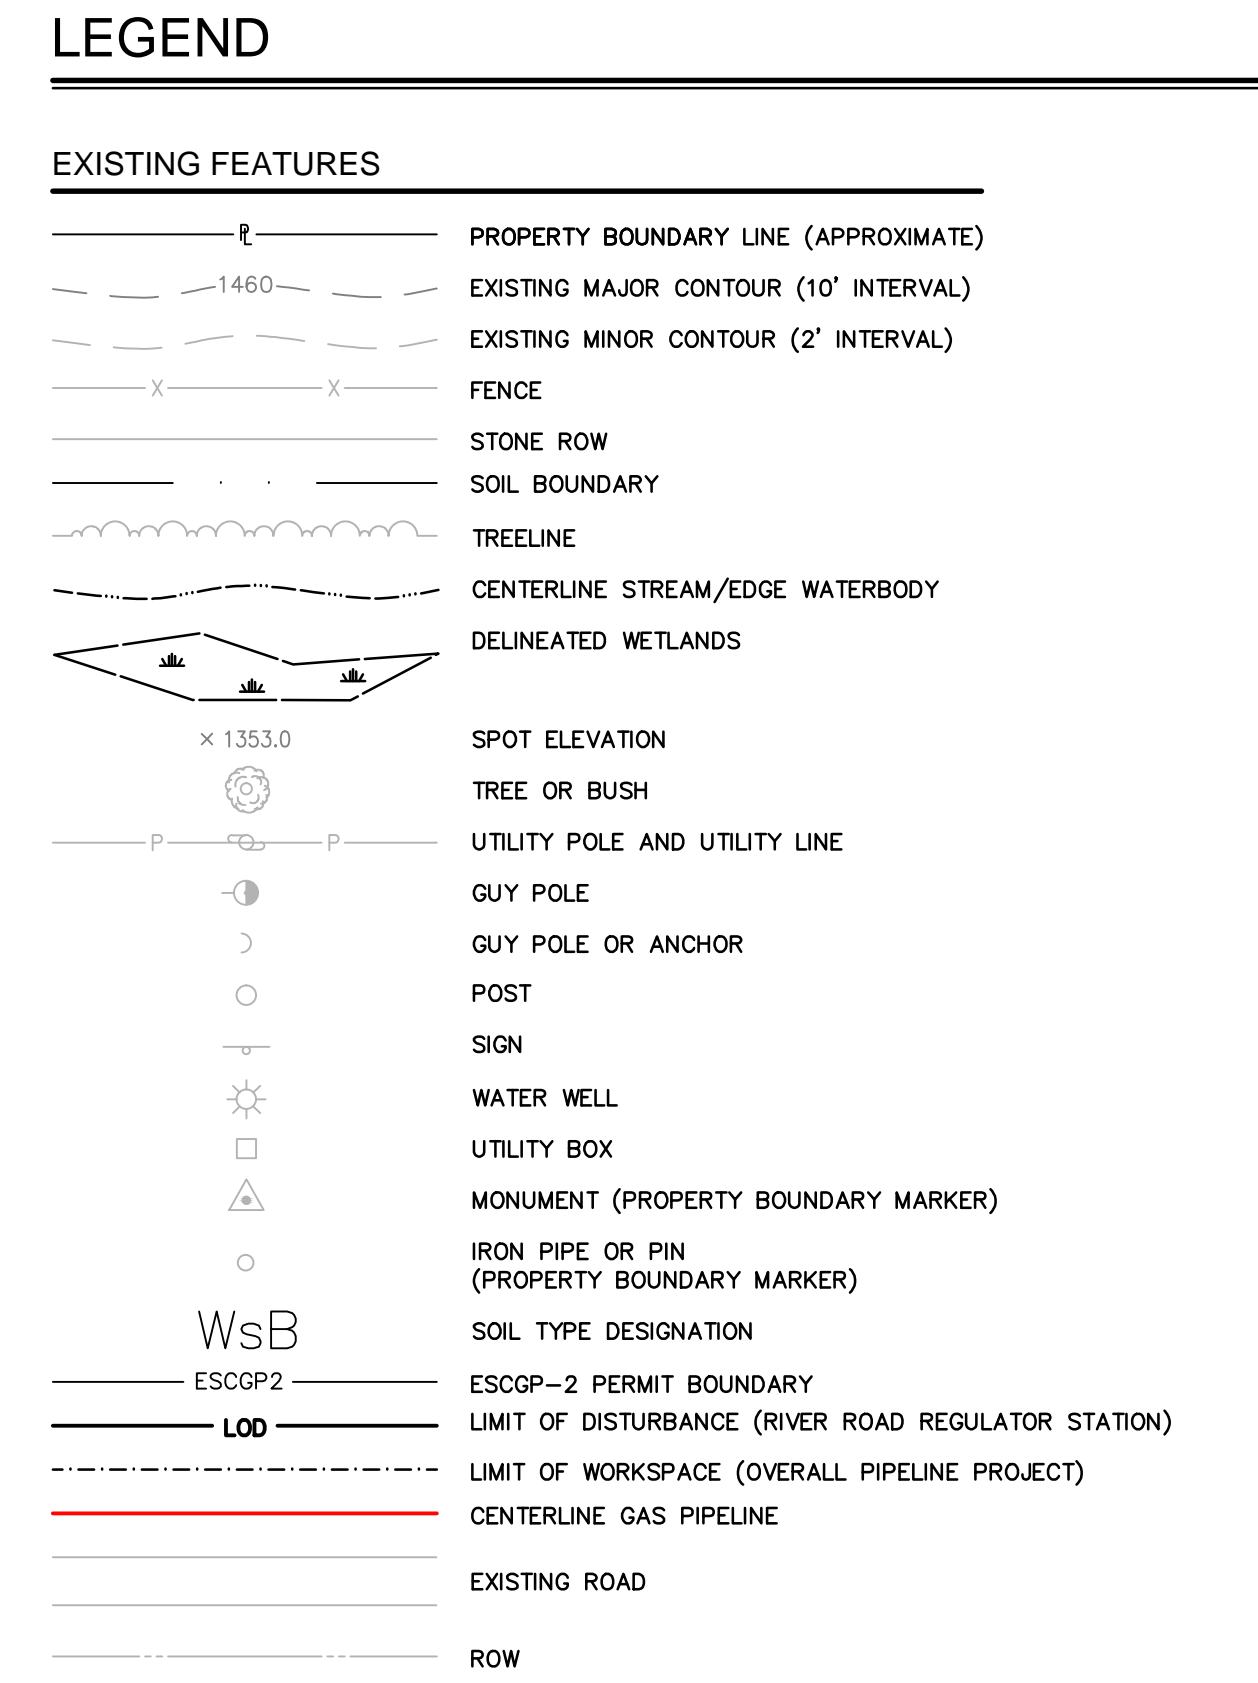 LEGEND
EXISTING FEATURES
PL PROPERTY BOUNDARY LINE (APPROXIMATE)
1460 EXISTING MAJOR CONTOUR (10' INTERVAL)
EXISTING MINOR CONTOUR (2' INTERVAL)
X X FENCE
STONE ROW
SOIL BOUNDARY
TREELINE
CENTERLINE STREAM/EDGE WATERBODY
DELINEATED WETLANDS
× 1353.0 SPOT ELEVATION
TREE OR BUSH
P P UTILITY POLE AND UTILITY LINE
GUY POLE
GUY POLE OR ANCHOR
POST
SIGN
WATER WELL
UTILITY BOX
MONUMENT (PROPERTY BOUNDARY MARKER)
IRON PIPE OR PIN
(PROPERTY BOUNDARY MARKER)
WsB SOIL TYPE DESIGNATION
ESCGP2 ESCGP-2 PERMIT BOUNDARY
LOD LIMIT OF DISTURBANCE (RIVER ROAD REGULATOR STATION)
LIMIT OF WORKSPACE (OVERALL PIPELINE PROJECT)
CENTERLINE GAS PIPELINE
EXISTING ROAD
ROW